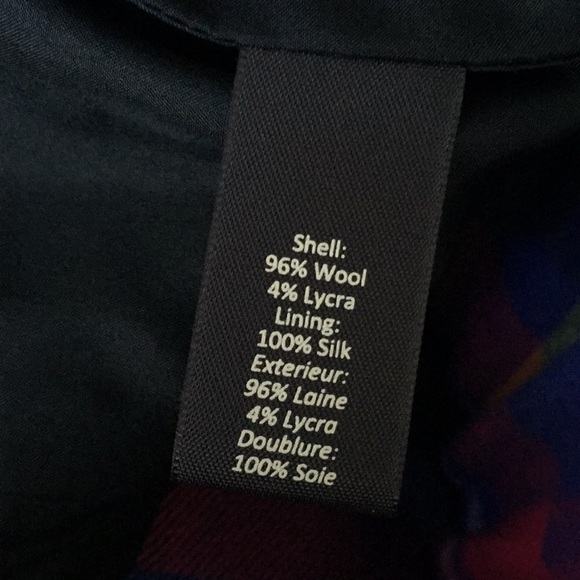 Shell:
96% Wool
4% Lycra
Lining:
100% Silk
Exterieur:
96% Laine
4% Lycra
Doublure:
100% Soie